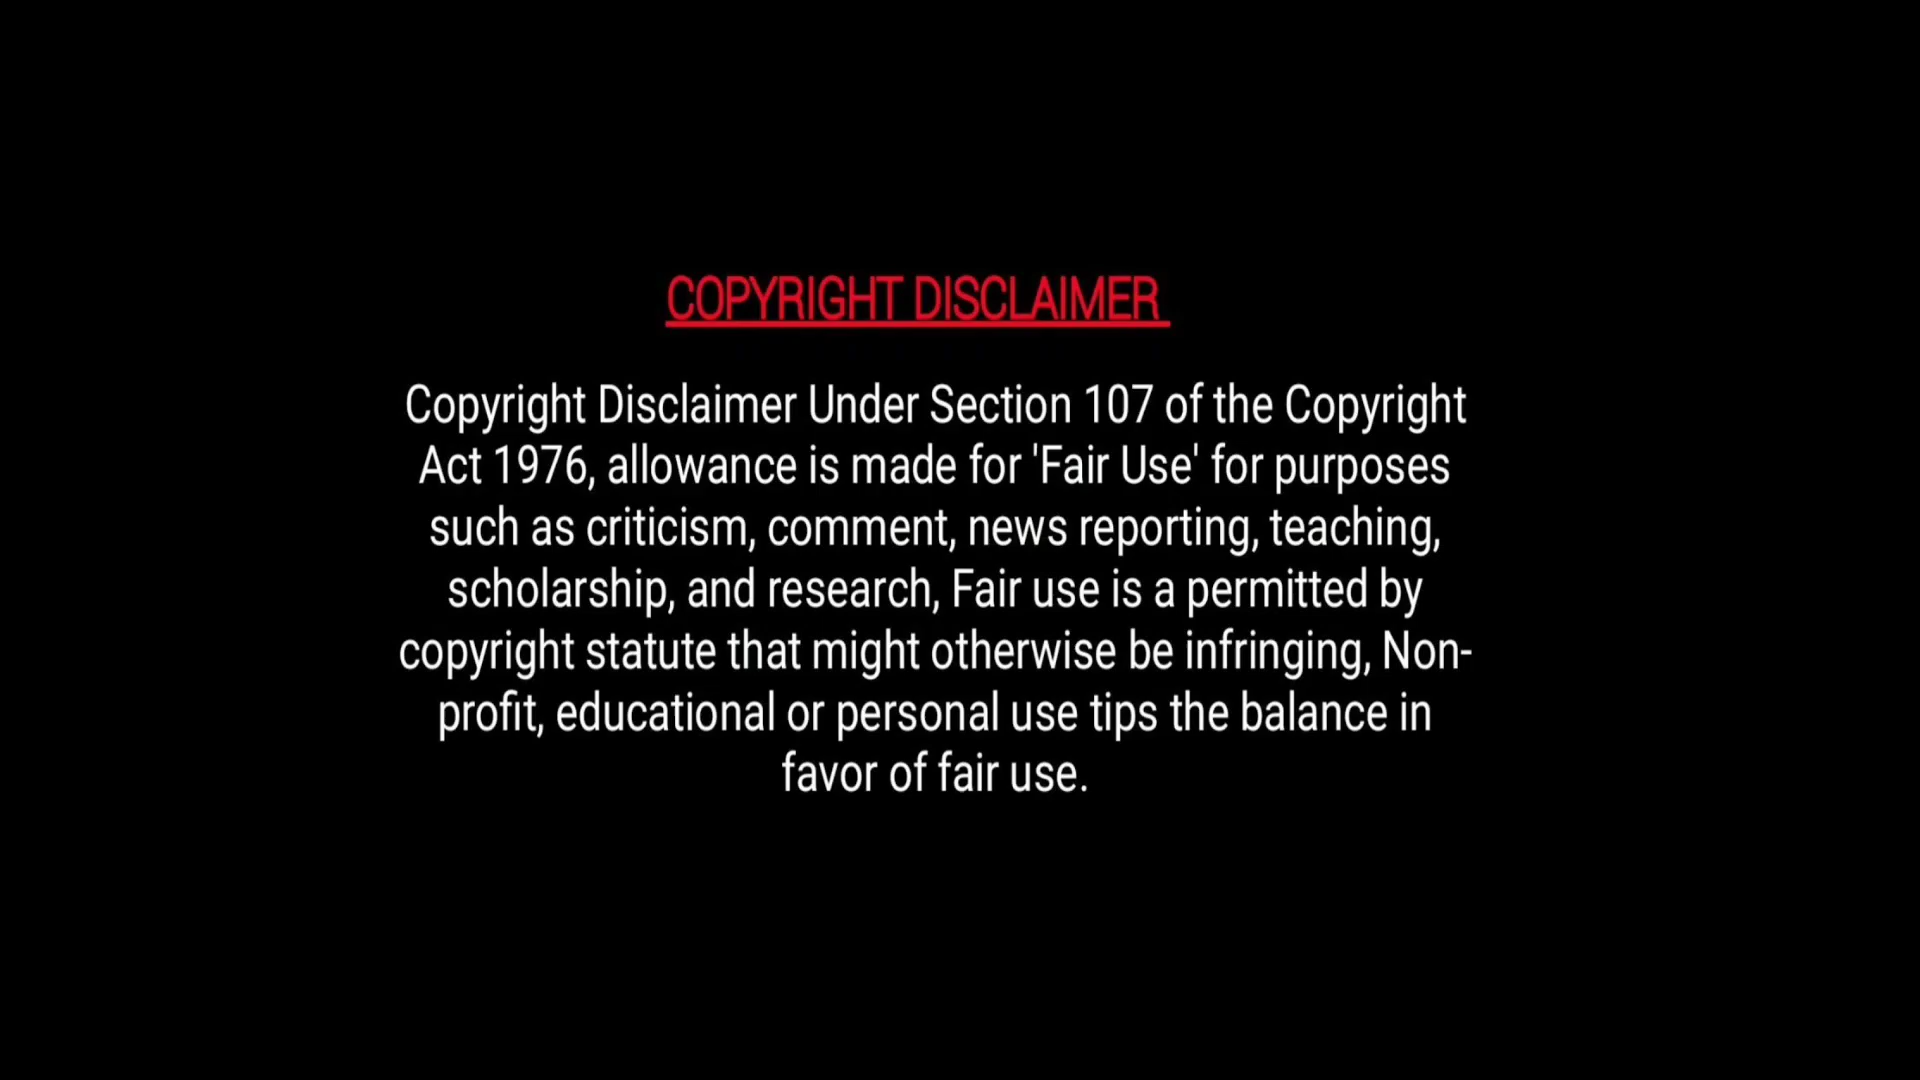 COPYRIGHT DISCLAIMER
Copyright Disclaimer Under Section 107 of the Copyright
Act 1976, allowance is made for 'Fair Use' for purposes
such as criticism, comment, news reporting, teaching,
scholarship, and research, Fair use is a permitted by
copyright statute that might otherwise be infringing, Non-
profit, educational or personal use tips the balance in
favor of fair use.